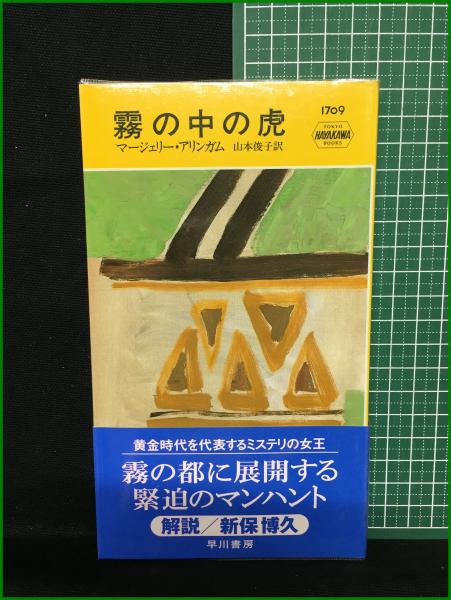 霧の中の虎
マージェリー・アリンガム 山本俊子訳
1709
TOKYO
HAYAKAWA
BOOKS
黄金時代を代表するミステリの女王
霧の都に展開する
緊迫のマンハント
解説／新保博久
早川書房